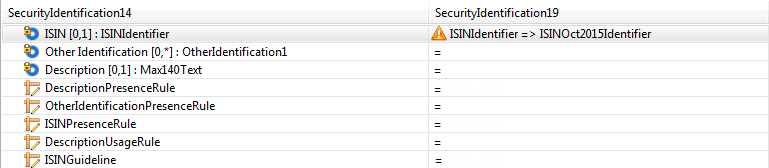 SecurityIdentification14 SecurityIdentification19
ISIN [0,1] : ISINIdentifier ISINIdentifier => ISINOct2015Identifier
Other Identification [0,*] : OtherIdentification1 =
Description [0,1] : Max140Text =
DescriptionPresenceRule =
OtherIdentificationPresenceRule =
ISINPresenceRule =
DescriptionUsageRule =
ISINGuideline =